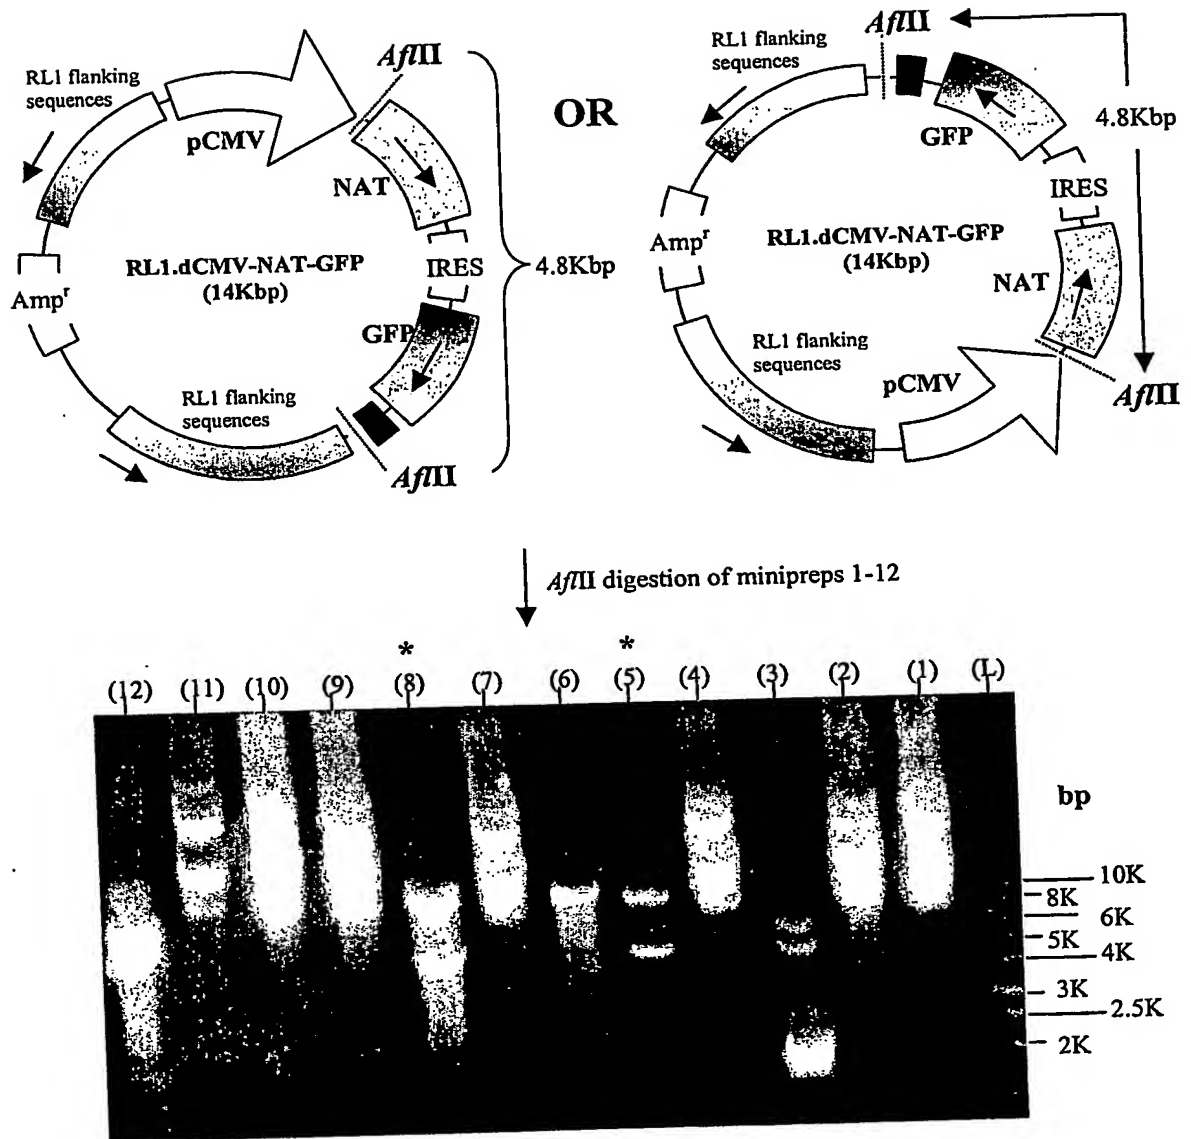 RL1 flanking
sequences
pCMV
AflII
NAT
RL1.dCMV-NAT-GFP
(14Kbp)
IRES
4.8Kbp
Ampr
GFP
RL1 flanking
sequences
AflII
OR
RL1 flanking
sequences
AflII
GFP
4.8Kbp
IRES
Ampr
RL1.dCMV-NAT-GFP
(14Kbp)
NAT
RL1 flanking
sequences
pCMV
AflII
AflII digestion of minipreps 1-12
* *
(12) (11) (10) (9) (8) (7) (6) (5) (4) (3) (2) (1) (L)
bp
10K
8K
6K
5K
4K
3K
2.5K
2K